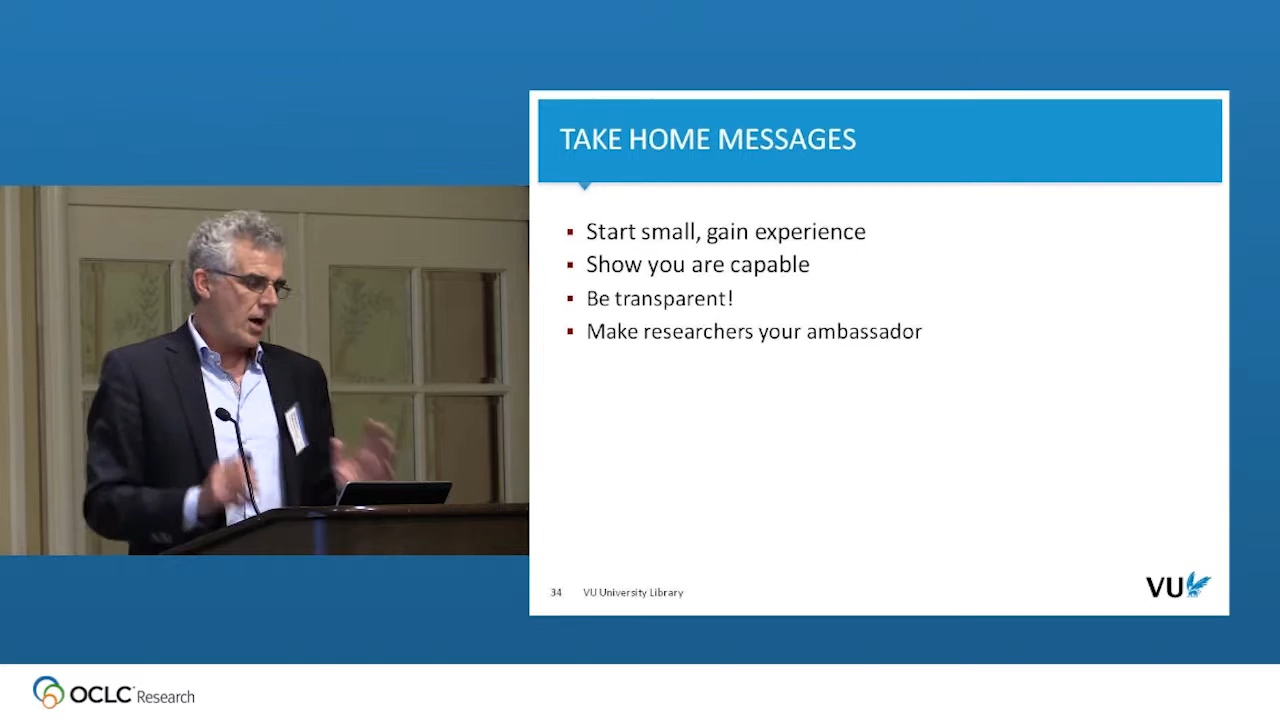 TAKE HOME MESSAGES
▪ Start small, gain experience
▪ Show you are capable
▪ Be transparent!
▪ Make researchers your ambassador
34 VU University Library
VU
OCLC Research